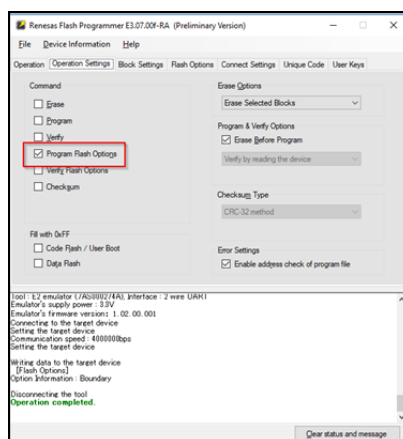 Renesas Flash Programmer E3.07.00f-RA (Preliminary Version)
File Device Information Help
Operation Operation Settings Block Settings Flash Options Connect Settings Unique Code User Keys
Command
Erase
Program
Verify
Program Flash Options
Verify Flash Options
Checksum
Fill with 0xFF
Code Flash / User Boot
Data Flash
Erase Options
Erase Selected Blocks
Program & Verify Options
Erase Before Program
Verify by reading the device
Checksum Type
CRC-32 method
Error Settings
Enable address check of program file
Tool : E2 emulator (7AS000274A), Interface : 2 wire UART
Emulator's supply power : 3.3V
Emulator's firmware version : 1.02.00.001
Connecting to the target device
Setting the target device
Communication speed : 4000000bps
Setting the target device
Writing data to the target device
[Flash Options]
Option Information : Boundary
Disconnecting the tool
Operation completed.
Clear status and message